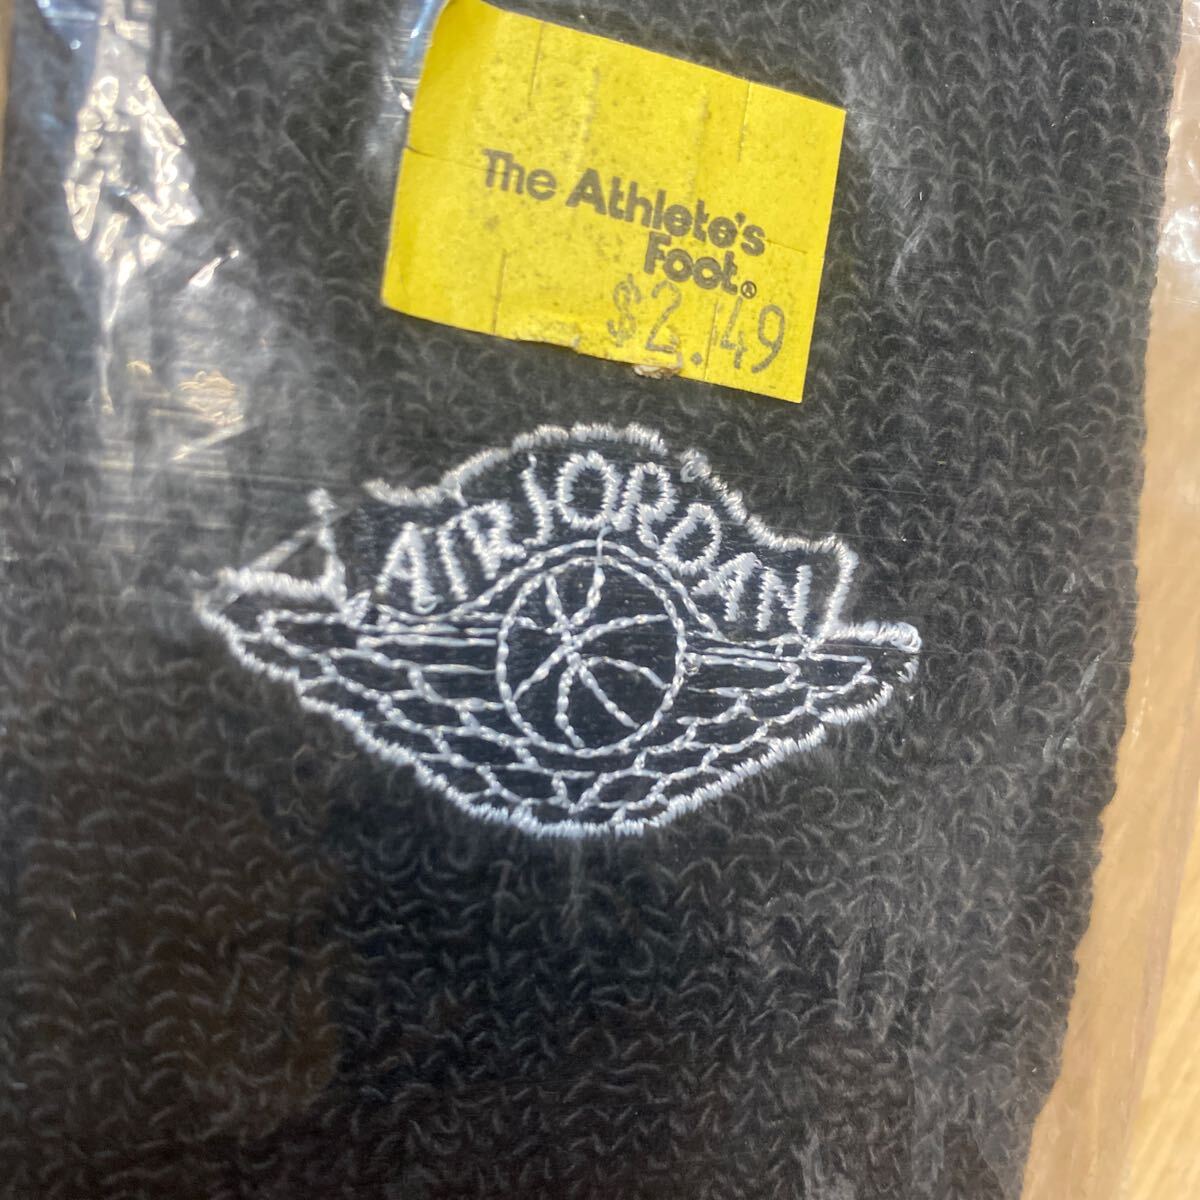 The Athlete's
Foot®
$2.49
AIR JORDAN